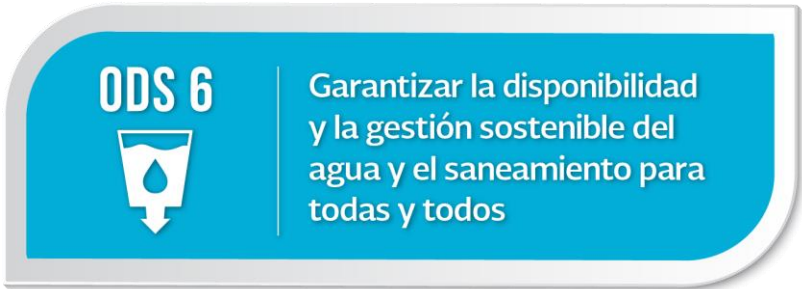 ODS 6
Garantizar la disponibilidad
y la gestión sostenible del
agua y el saneamiento para
todas y todos